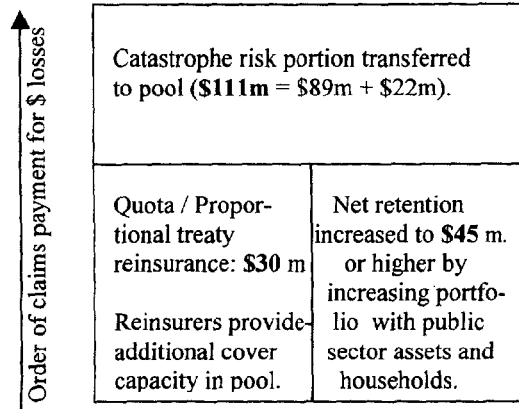 Order of claims payment for $ losses
Catastrophe risk portion transferred
to pool ($111m = $89m + $22m).
Quota / Propor-
tional treaty
reinsurance: $30 m
Reinsurers provide-
additional cover
capacity in pool.
Net retention
increased to $45 m.
or higher by
increasing portfo-
lio with public
sector assets and
households.